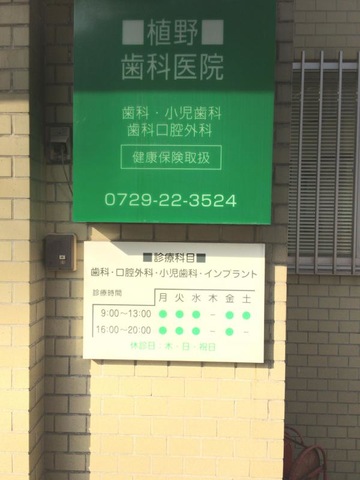 ■植野■
歯科医院
歯科・小児歯科
歯科口腔外科
健康保険取扱
0729-22-3524
■診療科目■
歯科・口腔外科・小児歯科・インプラント
診療時間 月 火 水 木 金 土
9:00〜13:00 ● ● ● − ● ●
16:00〜20:00 ● ● ● − ● −
休診日:木・日・祝日